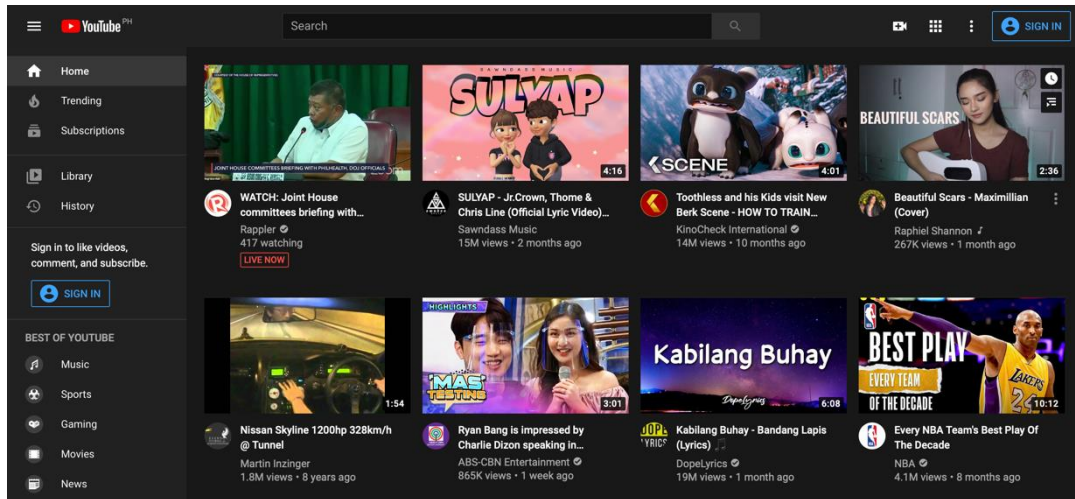 YouTube PH
Search
SIGN IN
Home
Trending
Subscriptions
Library
History
Sign in to like videos,
comment, and subscribe.
SIGN IN
BEST OF YOUTUBE
Music
Sports
Gaming
Movies
News
JOINT HOUSE COMMITTEES BRIEFING WITH PHILHEALTH, DOJ OFFICIALS
WATCH: Joint House
committees briefing with...
Rappler
417 watching
LIVE NOW
SAWNDASS MUSIC
SULYAP
4:16
SULYAP - Jr.Crown, Thome &
Chris Line (Official Lyric Video)...
Sawndass Music
15M views • 2 months ago
SCENE
4:01
Toothless and his Kids visit New
Berk Scene - HOW TO TRAIN...
KinoCheck International
14M views • 10 months ago
BEAUTIFUL SCARS
2:36
Beautiful Scars - Maximillian
(Cover)
Raphiel Shannon
267K views • 1 month ago
1:54
Nissan Skyline 1200hp 328km/h
@ Tunnel
Martin Inzinger
1.8M views • 8 years ago
HIGHLIGHTS
'MAS
TESTING
3:01
Ryan Bang is impressed by
Charlie Dizon speaking in...
ABS-CBN Entertainment
865K views • 1 week ago
Kabilang Buhay
DopeLyrics
6:08
Kabilang Buhay - Bandang Lapis
(Lyrics)
DopeLyrics
19M views • 1 month ago
BEST PLAY
EVERY TEAM
OF THE DECADE
LAKERS
24
10:12
Every NBA Team's Best Play Of
The Decade
NBA
4.1M views • 8 months ago